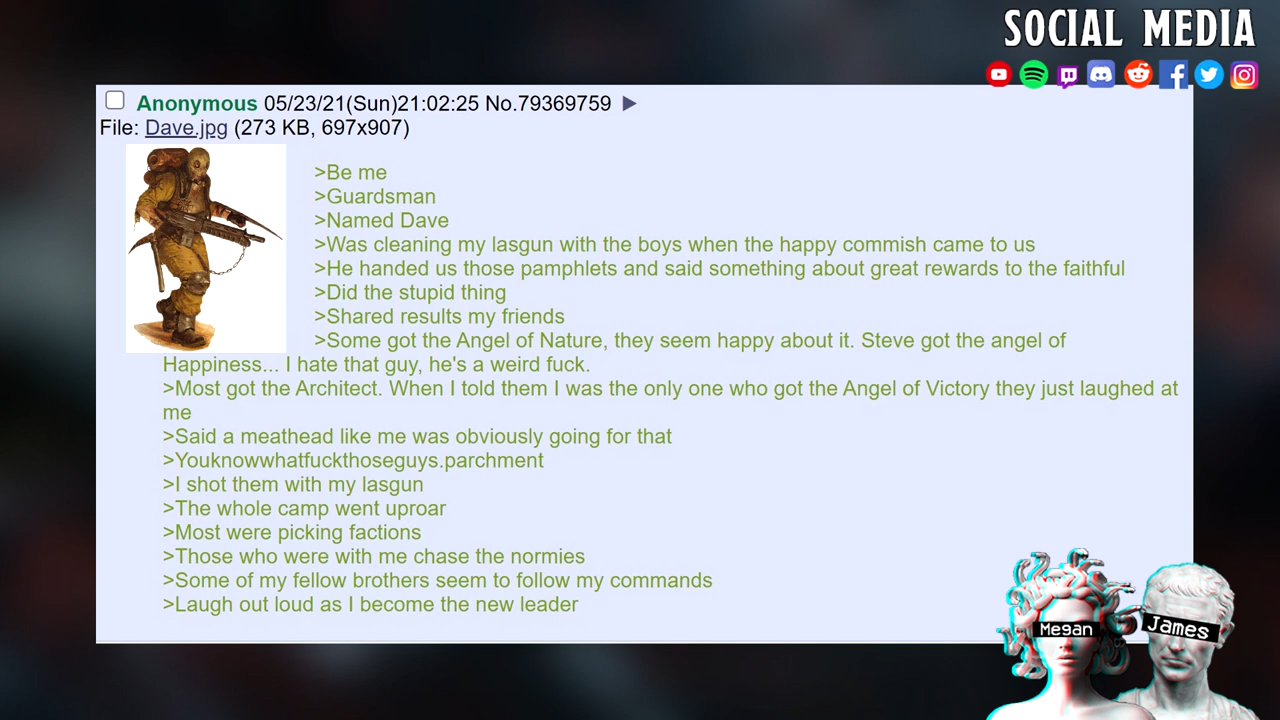 SOCIAL MEDIA
Anonymous 05/23/21(Sun)21:02:25 No.79369759
File: Dave.jpg (273 KB, 697x907)
>Be me
>Guardsman
>Named Dave
>Was cleaning my lasgun with the boys when the happy commish came to us
>He handed us those pamphlets and said something about great rewards to the faithful
>Did the stupid thing
>Shared results my friends
>Some got the Angel of Nature, they seem happy about it. Steve got the angel of
Happiness... I hate that guy, he's a weird fuck.
>Most got the Architect. When I told them I was the only one who got the Angel of Victory they just laughed at
me
>Said a meathead like me was obviously going for that
>Youknowwhatfuckthoseguys.parchment
>I shot them with my lasgun
>The whole camp went uproar
>Most were picking factions
>Those who were with me chase the normies
>Some of my fellow brothers seem to follow my commands
>Laugh out loud as I become the new leader
Megan
James